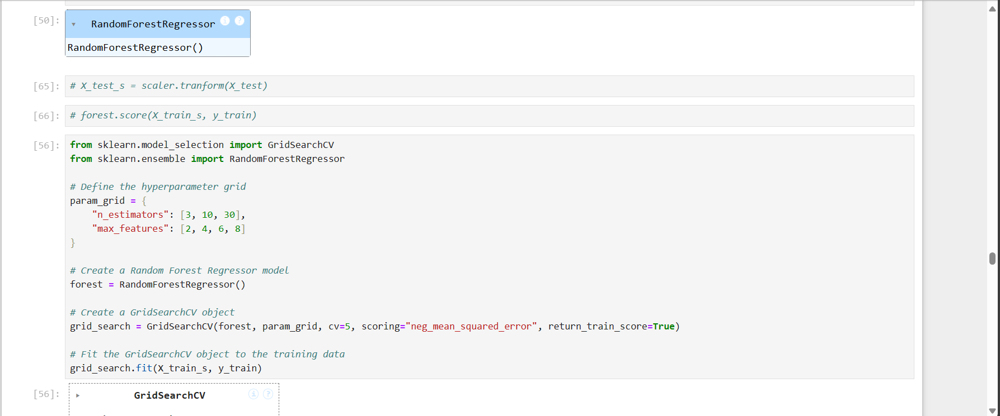 [50]:
RandomForestRegressor i ?
RandomForestRegressor()
[65]: # X_test_s = scaler.tranform(X_test)
[66]: # forest.score(X_train_s, y_train)
[56]: from sklearn.model_selection import GridSearchCV
from sklearn.ensemble import RandomForestRegressor
# Define the hyperparameter grid
param_grid = {
"n_estimators": [3, 10, 30],
"max_features": [2, 4, 6, 8]
}
# Create a Random Forest Regressor model
forest = RandomForestRegressor()
# Create a GridSearchCV object
grid_search = GridSearchCV(forest, param_grid, cv=5, scoring="neg_mean_squared_error", return_train_score=True)
# Fit the GridSearchCV object to the training data
grid_search.fit(X_train_s, y_train)
[56]: GridSearchCV i ?